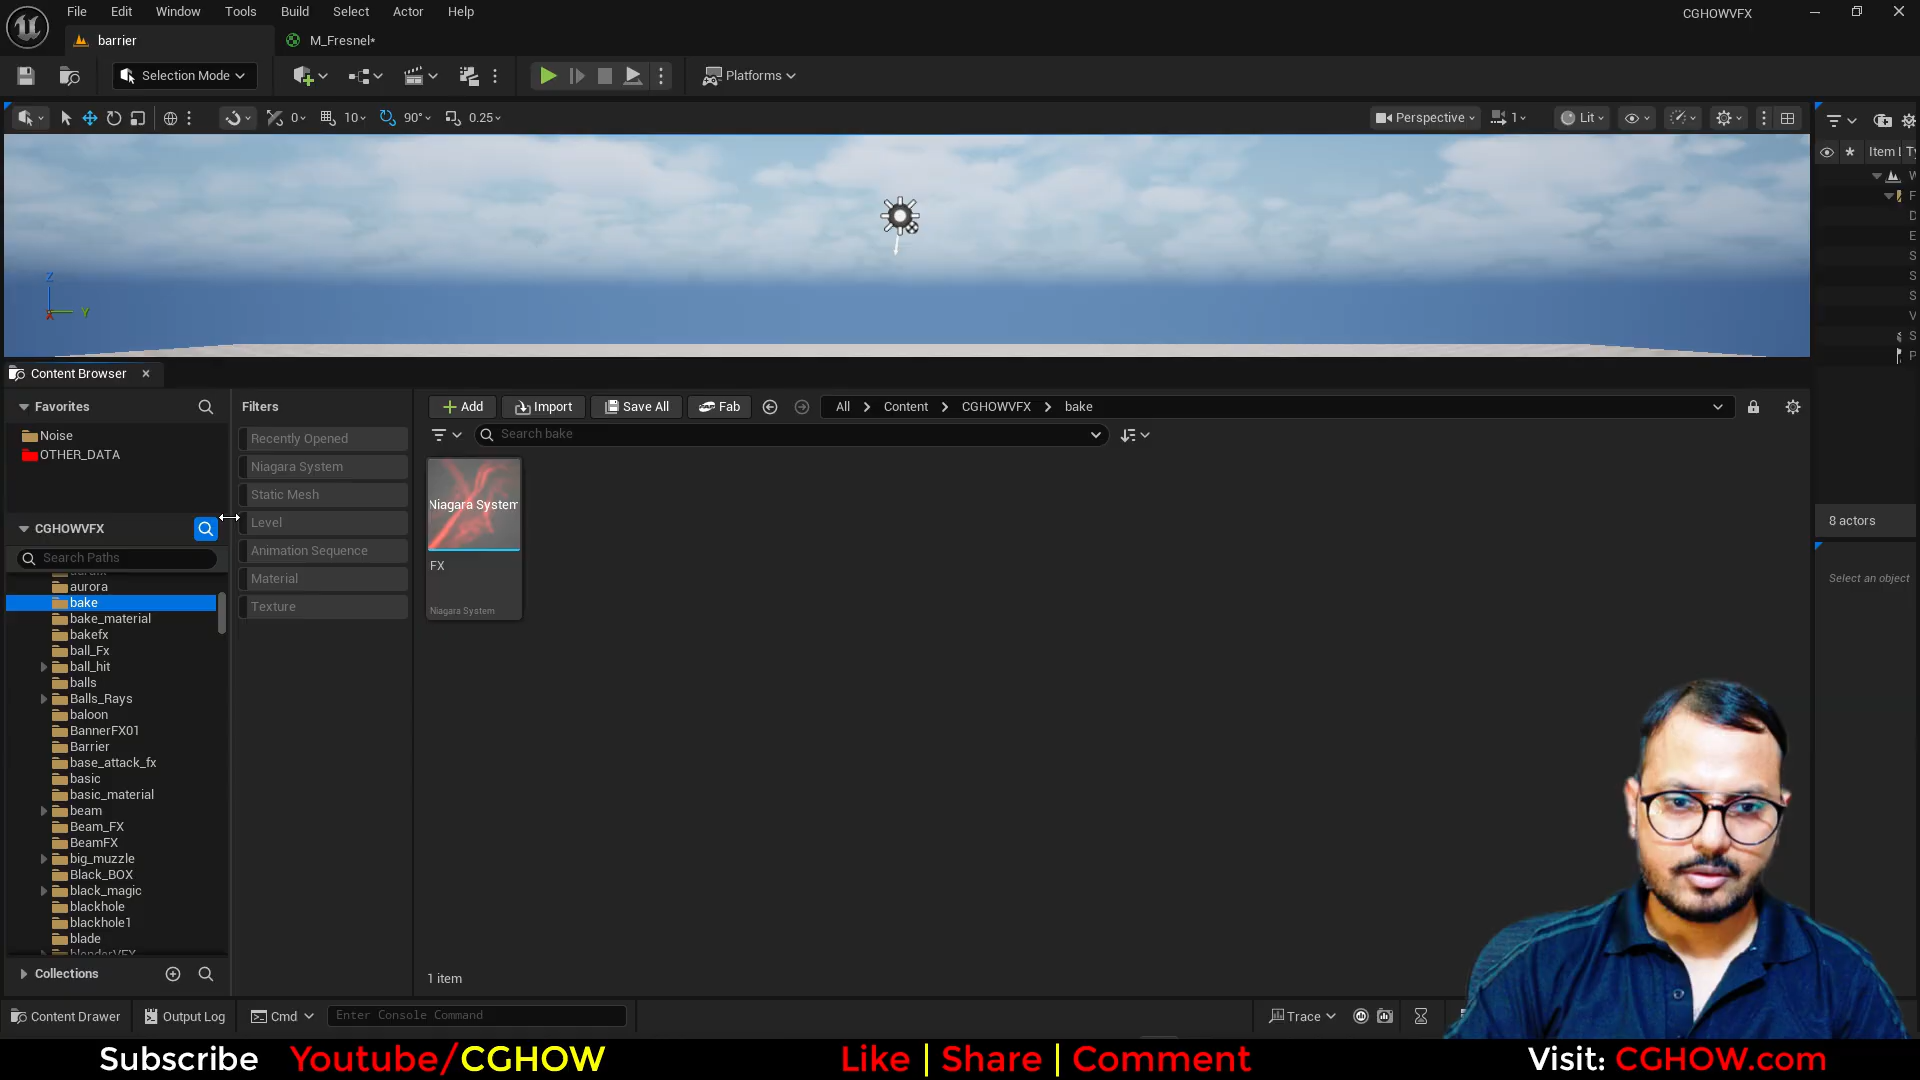 File Edit Window Tools Build Select Actor Help
CGHOWVFX
barrier
M_Fresnel*
Selection Mode
Platforms
0
10
90°
0.25
Perspective
1
Lit
Item L
Ty
Z
Y
X
Content Browser
Favorites
Noise
OTHER_DATA
CGHOWVFX
Search Paths
aurora
bake
bake_material
bakefx
ball_Fx
ball_hit
balls
Balls_Rays
baloon
BannerFX01
Barrier
base_attack_fx
basic
basic_material
beam
Beam_FX
BeamFX
big_muzzle
Black_BOX
black_magic
blackhole
blackhole1
blade
blenderVFX
Collections
Filters
Recently Opened
Niagara System
Static Mesh
Level
Animation Sequence
Material
Texture
Add
Import
Save All
Fab
All > Content > CGHOWVFX > bake
Search bake
Niagara System
FX
Niagara System
1 item
8 actors
Select an object
Content Drawer
Output Log
Cmd
Enter Console Command
Trace
Subscribe Youtube/CGHOW
Like | Share | Comment
Visit: CGHOW.com